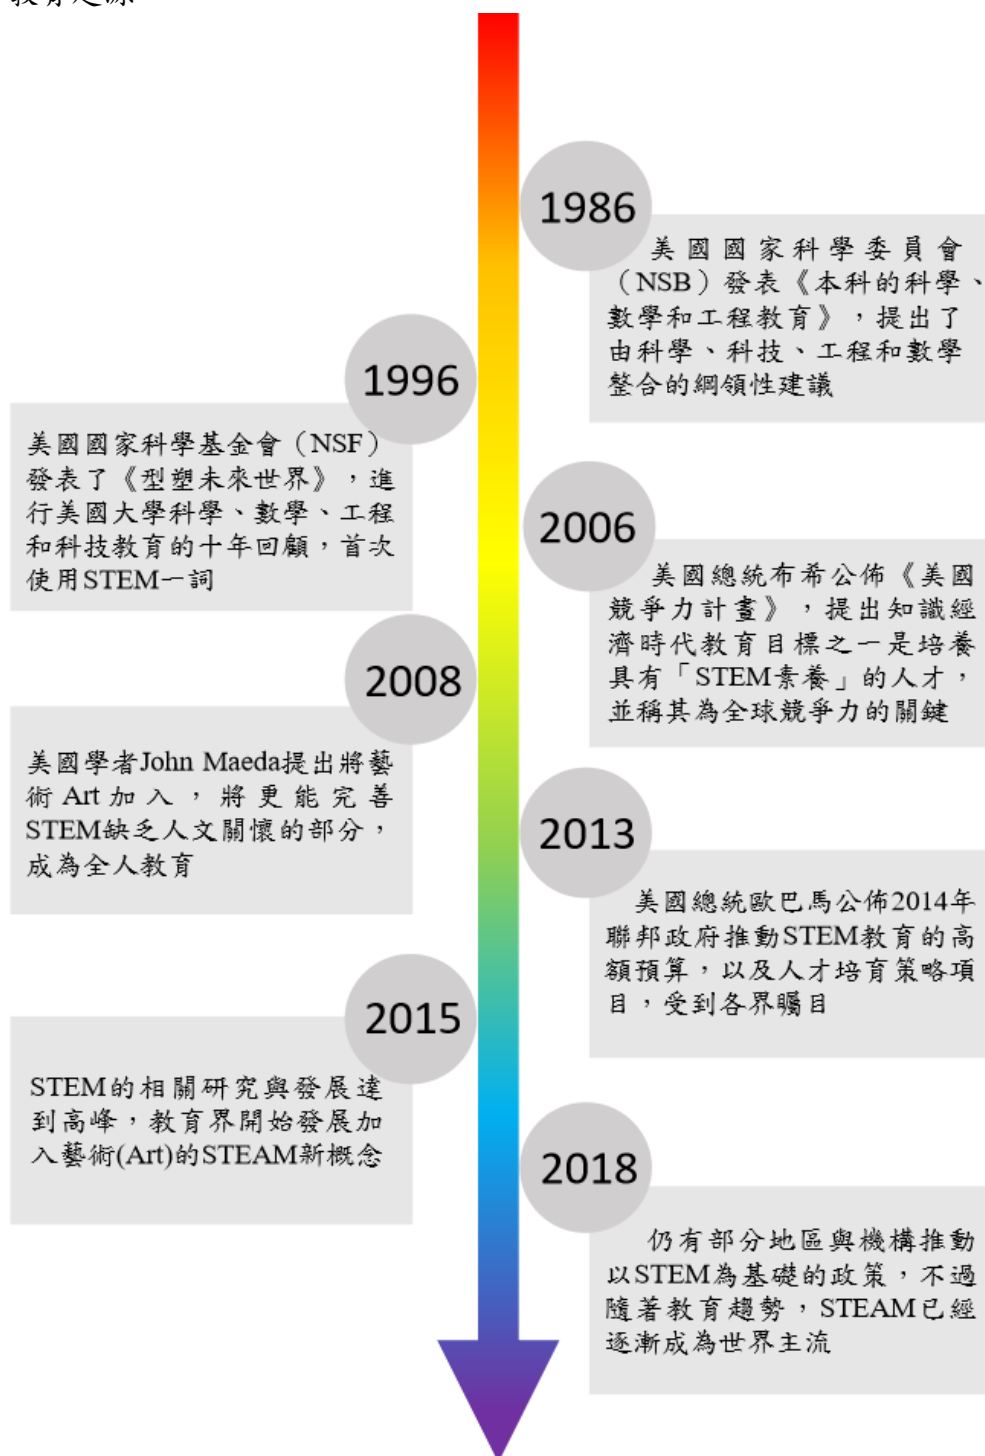 教育起源
1986
美國國家科學委員會
（NSB）發表《本科的科學、
數學和工程教育》，提出了
由科學、科技、工程和數學
整合的綱領性建議
1996
美國國家科學基金會（NSF）
發表了《型塑未來世界》，進
行美國大學科學、數學、工程
和科技教育的十年回顧，首次
使用STEM一詞
2006
美國總統布希公佈《美國
競爭力計畫》，提出知識經
濟時代教育目標之一是培養
具有「STEM素養」的人才，
並稱其為全球競爭力的關鍵
2008
美國學者John Maeda提出將藝
術Art加入，將更能完善
STEM缺乏人文關懷的部分，
成為全人教育
2013
美國總統歐巴馬公佈2014年
聯邦政府推動STEM教育的高
額預算，以及人才培育策略項
目，受到各界矚目
2015
STEM的相關研究與發展達
到高峰，教育界開始發展加
入藝術(Art)的STEAM新概念
2018
仍有部分地區與機構推動
以STEM為基礎的政策，不過
隨著教育趨勢，STEAM已經
逐漸成為世界主流